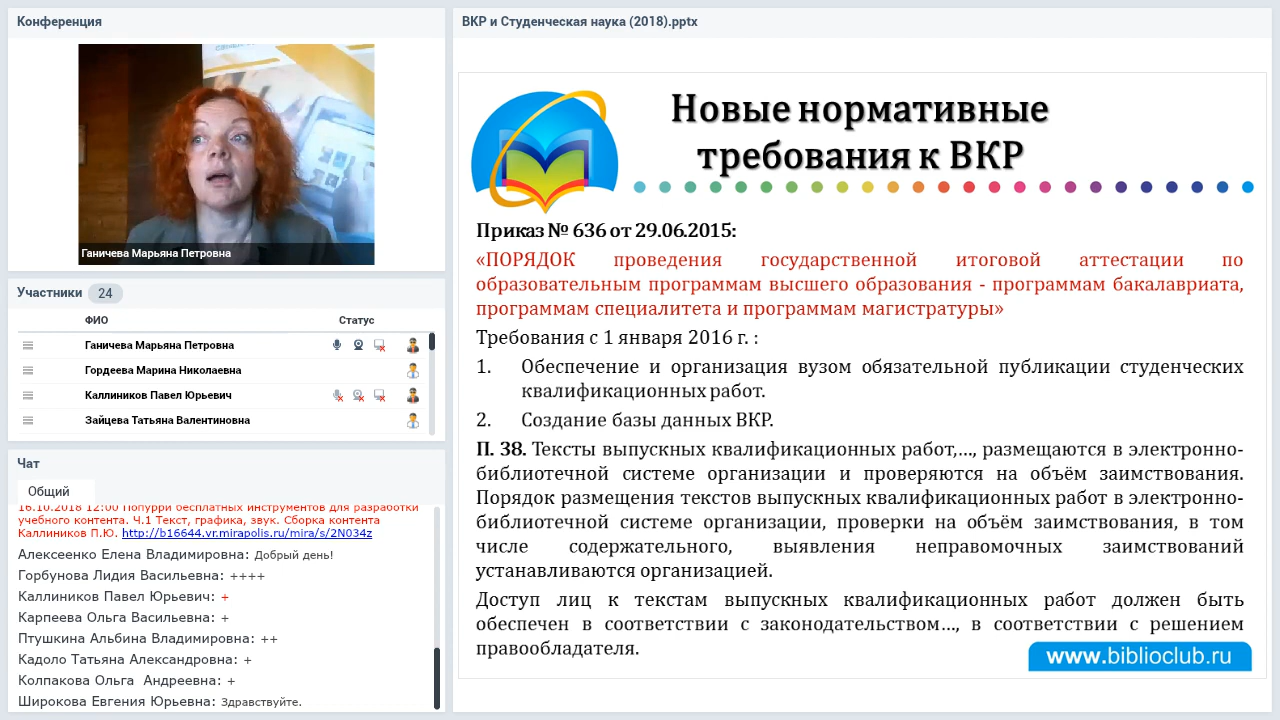 Конференция
Ганичева Марьяна Петровна
Участники 24
ФИО Статус
Ганичева Марьяна Петровна
Гордеева Марина Николаевна
Каллиников Павел Юрьевич
Зайцева Татьяна Валентиновна
Чат
Общий
16.10.2018 12:00 Попурри бесплатных инструментов для разработки
учебного контента. Ч.1 Текст, графика, звук. Сборка контента
Каллиников П.Ю. http://b16644.vr.mirapolis.ru/mira/s/2N034z
Алексеенко Елена Владимировна: Добрый день!
Горбунова Лидия Васильевна: ++++
Каллиников Павел Юрьевич: +
Карпеева Ольга Васильевна: +
Птушкина Альбина Владимировна: ++
Кадоло Татьяна Александровна: +
Колпакова Ольга Андреевна: +
Широкова Евгения Юрьевна: Здравствуйте.
ВКР и Студенческая наука (2018).pptx
Новые нормативные
требования к ВКР
Приказ № 636 от 29.06.2015:
«ПОРЯДОК проведения государственной итоговой аттестации по
образовательным программам высшего образования - программам бакалавриата,
программам специалитета и программам магистратуры»
Требования с 1 января 2016 г. :
1. Обеспечение и организация вузом обязательной публикации студенческих
квалификационных работ.
2. Создание базы данных ВКР.
П. 38. Тексты выпускных квалификационных работ,…, размещаются в электронно-
библиотечной системе организации и проверяются на объём заимствования.
Порядок размещения текстов выпускных квалификационных работ в электронно-
библиотечной системе организации, проверки на объём заимствования, в том
числе содержательного, выявления неправомочных заимствований
устанавливаются организацией.
Доступ лиц к текстам выпускных квалификационных работ должен быть
обеспечен в соответствии с законодательством…, в соответствии с решением
правообладателя.
www.biblioclub.ru